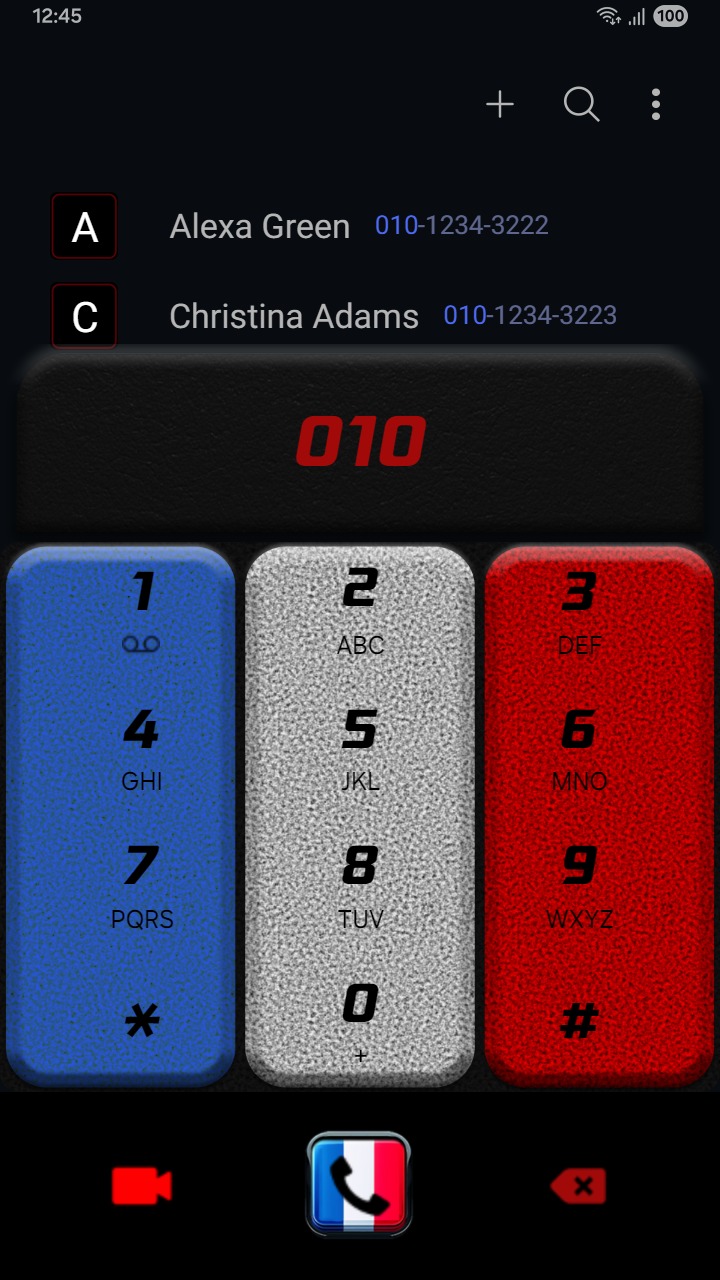 12:45 100
A Alexa Green 010-1234-3222
C Christina Adams 010-1234-3223
010
1 2 3
ABC DEF
4 5 6
GHI JKL MNO
7 8 9
PQRS TUV WXYZ
* 0 #
+